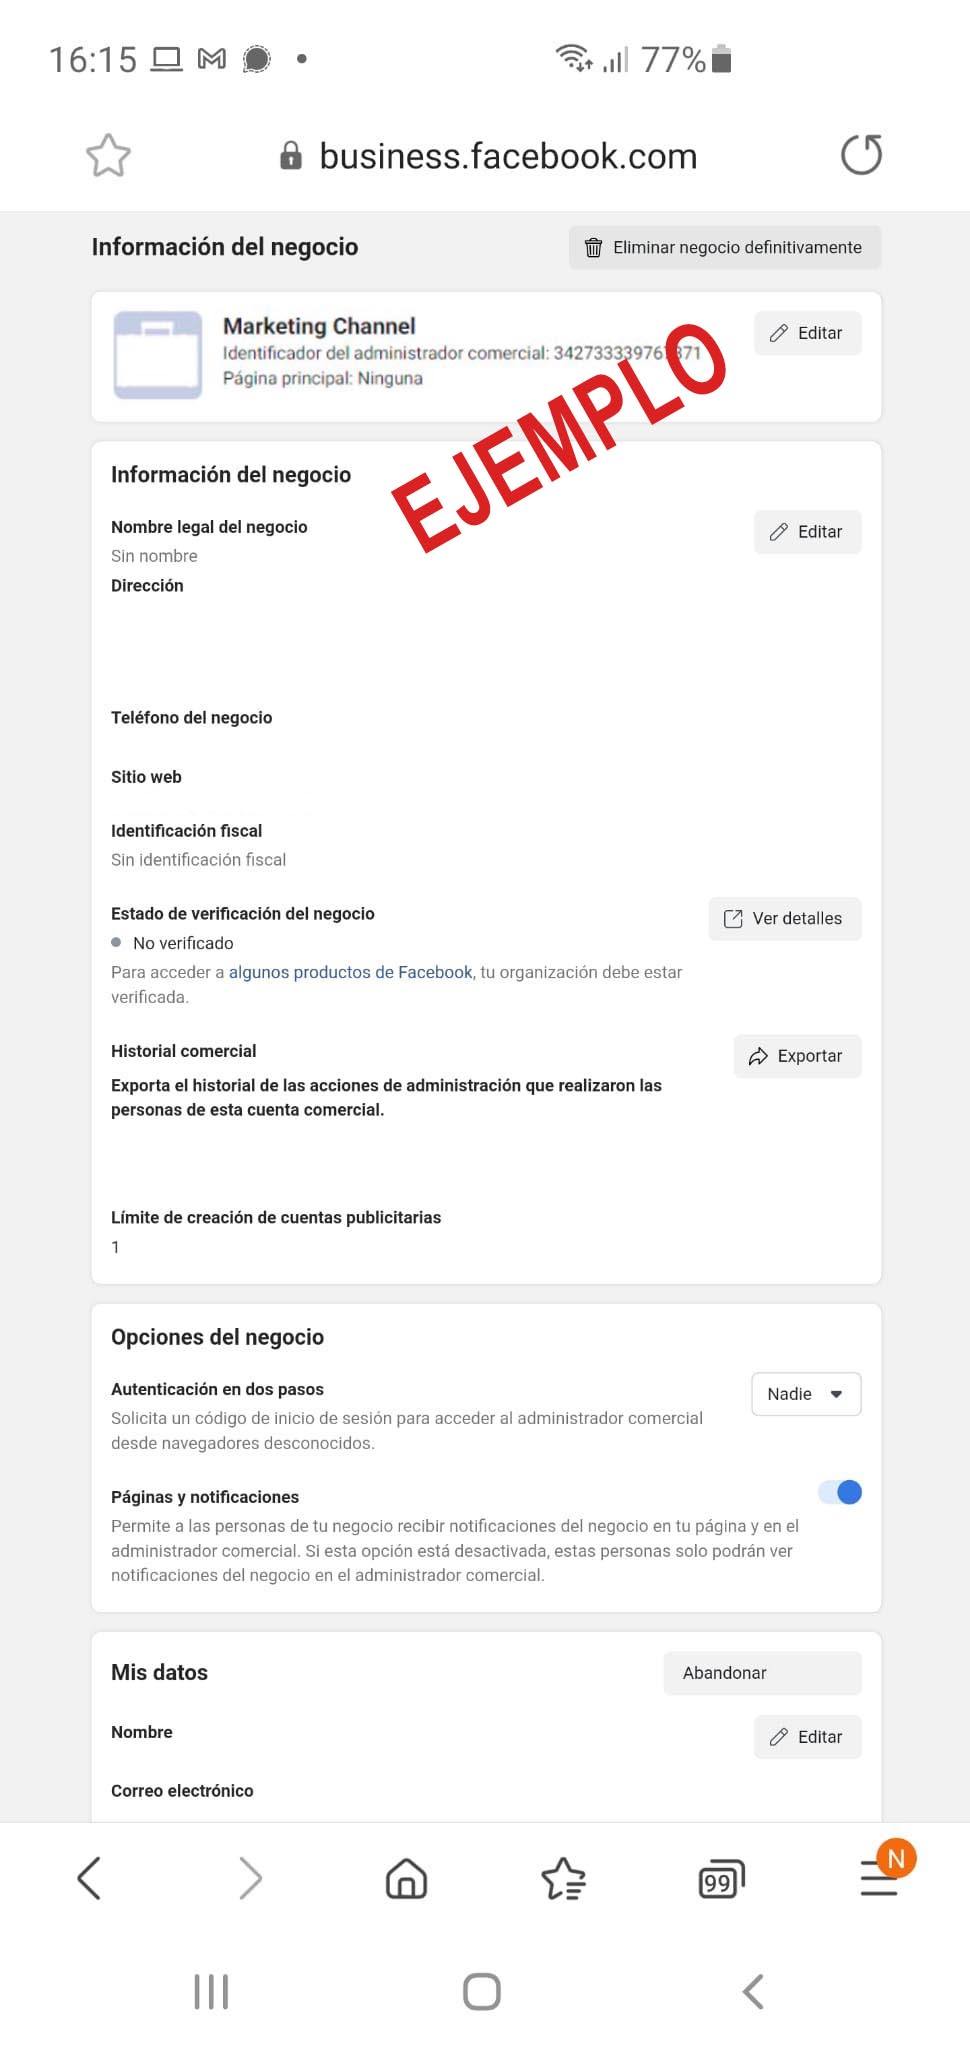 16:15 77%
business.facebook.com
Información del negocio
Eliminar negocio definitivamente
Marketing Channel
Editar
Identificador del administrador comercial:
Página principal: Ninguna
EJEMPLO
Información del negocio
Nombre legal del negocio
Editar
Sin nombre
Dirección
Teléfono del negocio
Sitio web
Identificación fiscal
Sin identificación fiscal
Estado de verificación del negocio
Ver detalles
No verificado
Para acceder a algunos productos de Facebook, tu organización debe estar
verificada.
Historial comercial
Exportar
Exporta el historial de las acciones de administración que realizaron las
personas de esta cuenta comercial.
Límite de creación de cuentas publicitarias
1
Opciones del negocio
Autenticación en dos pasos
Nadie
Solicita un código de inicio de sesión para acceder al administrador comercial
desde navegadores desconocidos.
Páginas y notificaciones
Permite a las personas de tu negocio recibir notificaciones del negocio en tu página y en el
administrador comercial. Si esta opción está desactivada, estas personas solo podrán ver
notificaciones del negocio en el administrador comercial.
Mis datos
Abandonar
Nombre
Editar
Correo electrónico
99
N